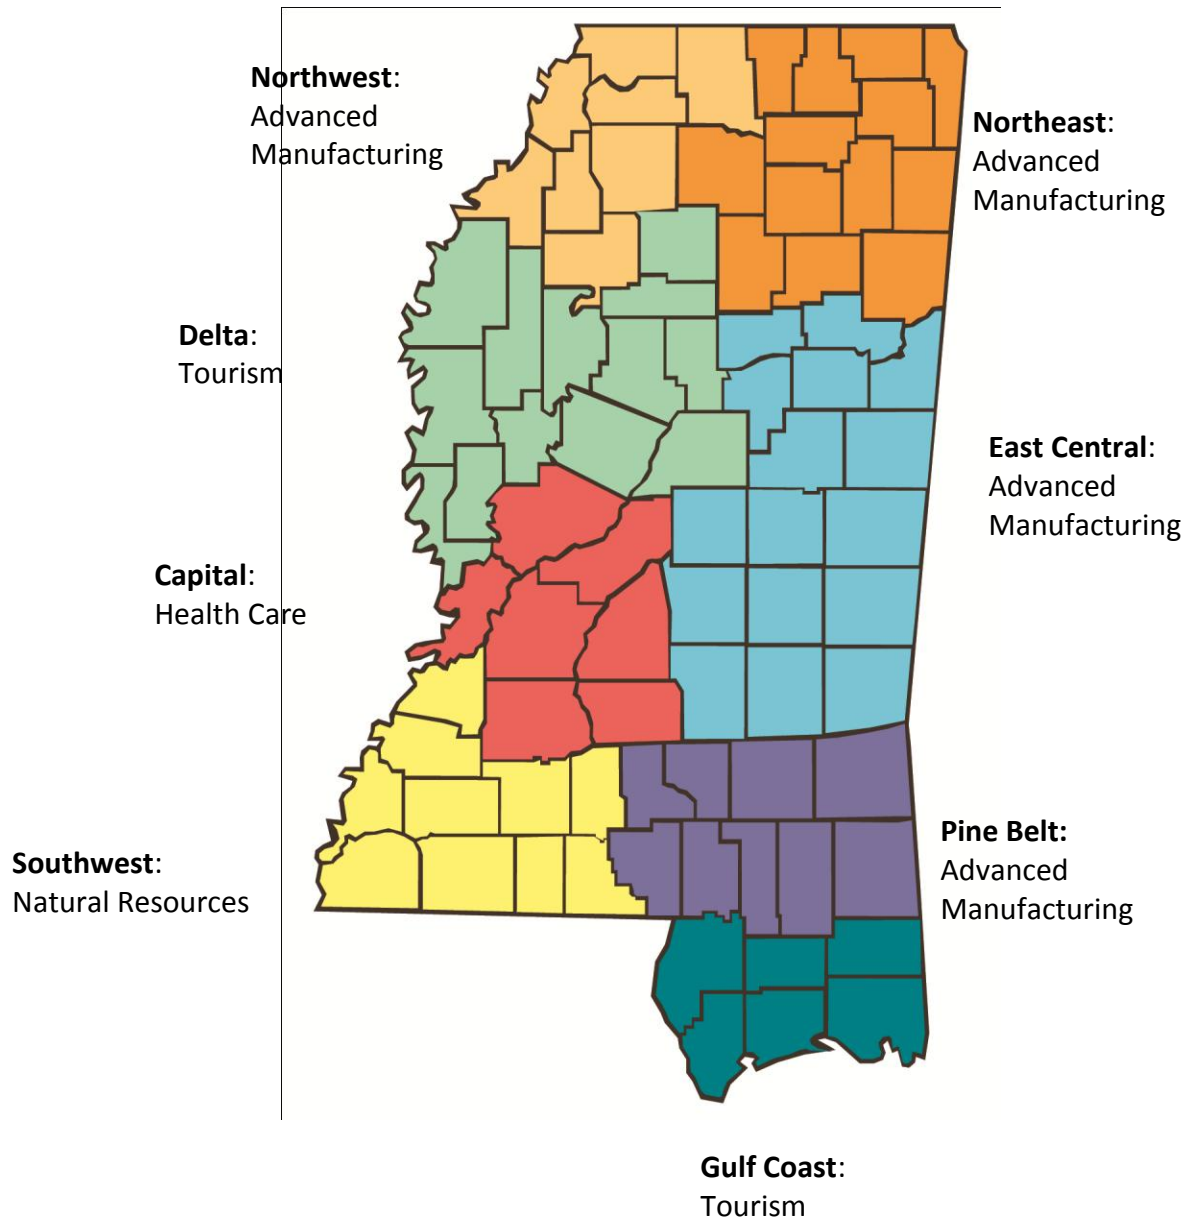 Northwest:
Advanced
Manufacturing
Northeast:
Advanced
Manufacturing
Delta:
Tourism
East Central:
Advanced
Manufacturing
Capital:
Health Care
Pine Belt:
Advanced
Manufacturing
Southwest:
Natural Resources
Gulf Coast:
Tourism